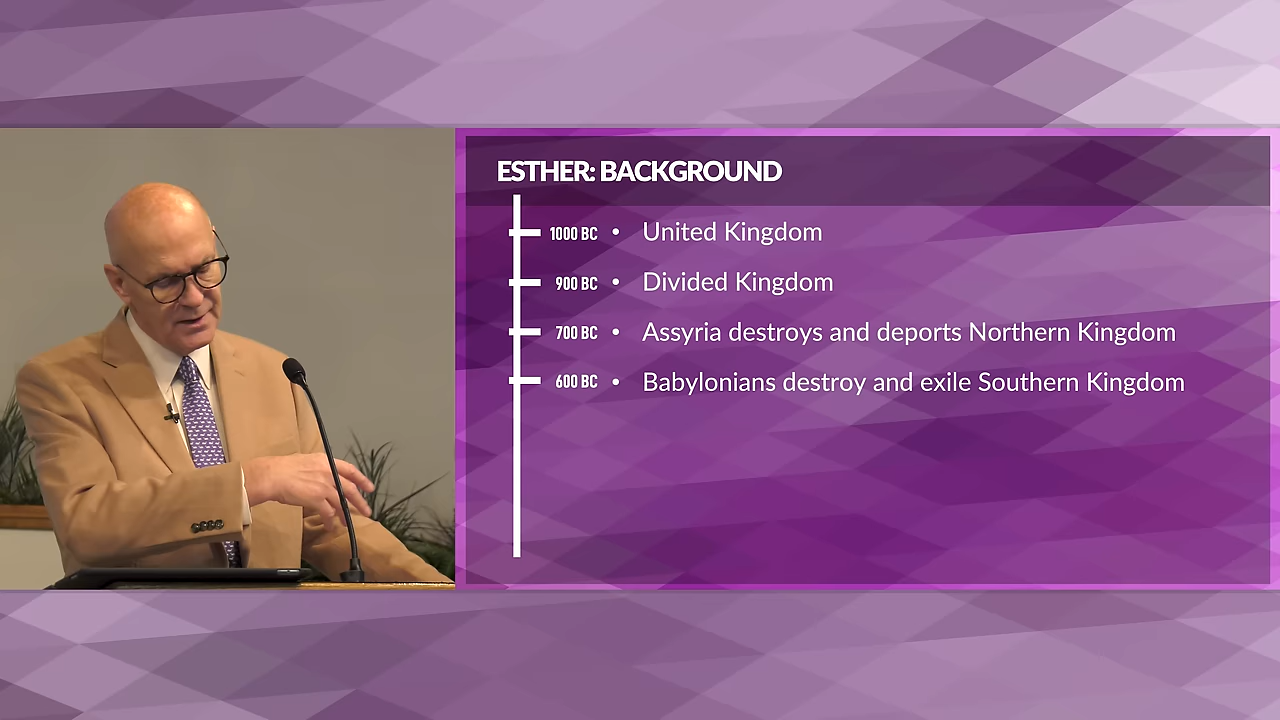 ESTHER: BACKGROUND
1000 BC • United Kingdom
900 BC • Divided Kingdom
700 BC • Assyria destroys and deports Northern Kingdom
600 BC • Babylonians destroy and exile Southern Kingdom